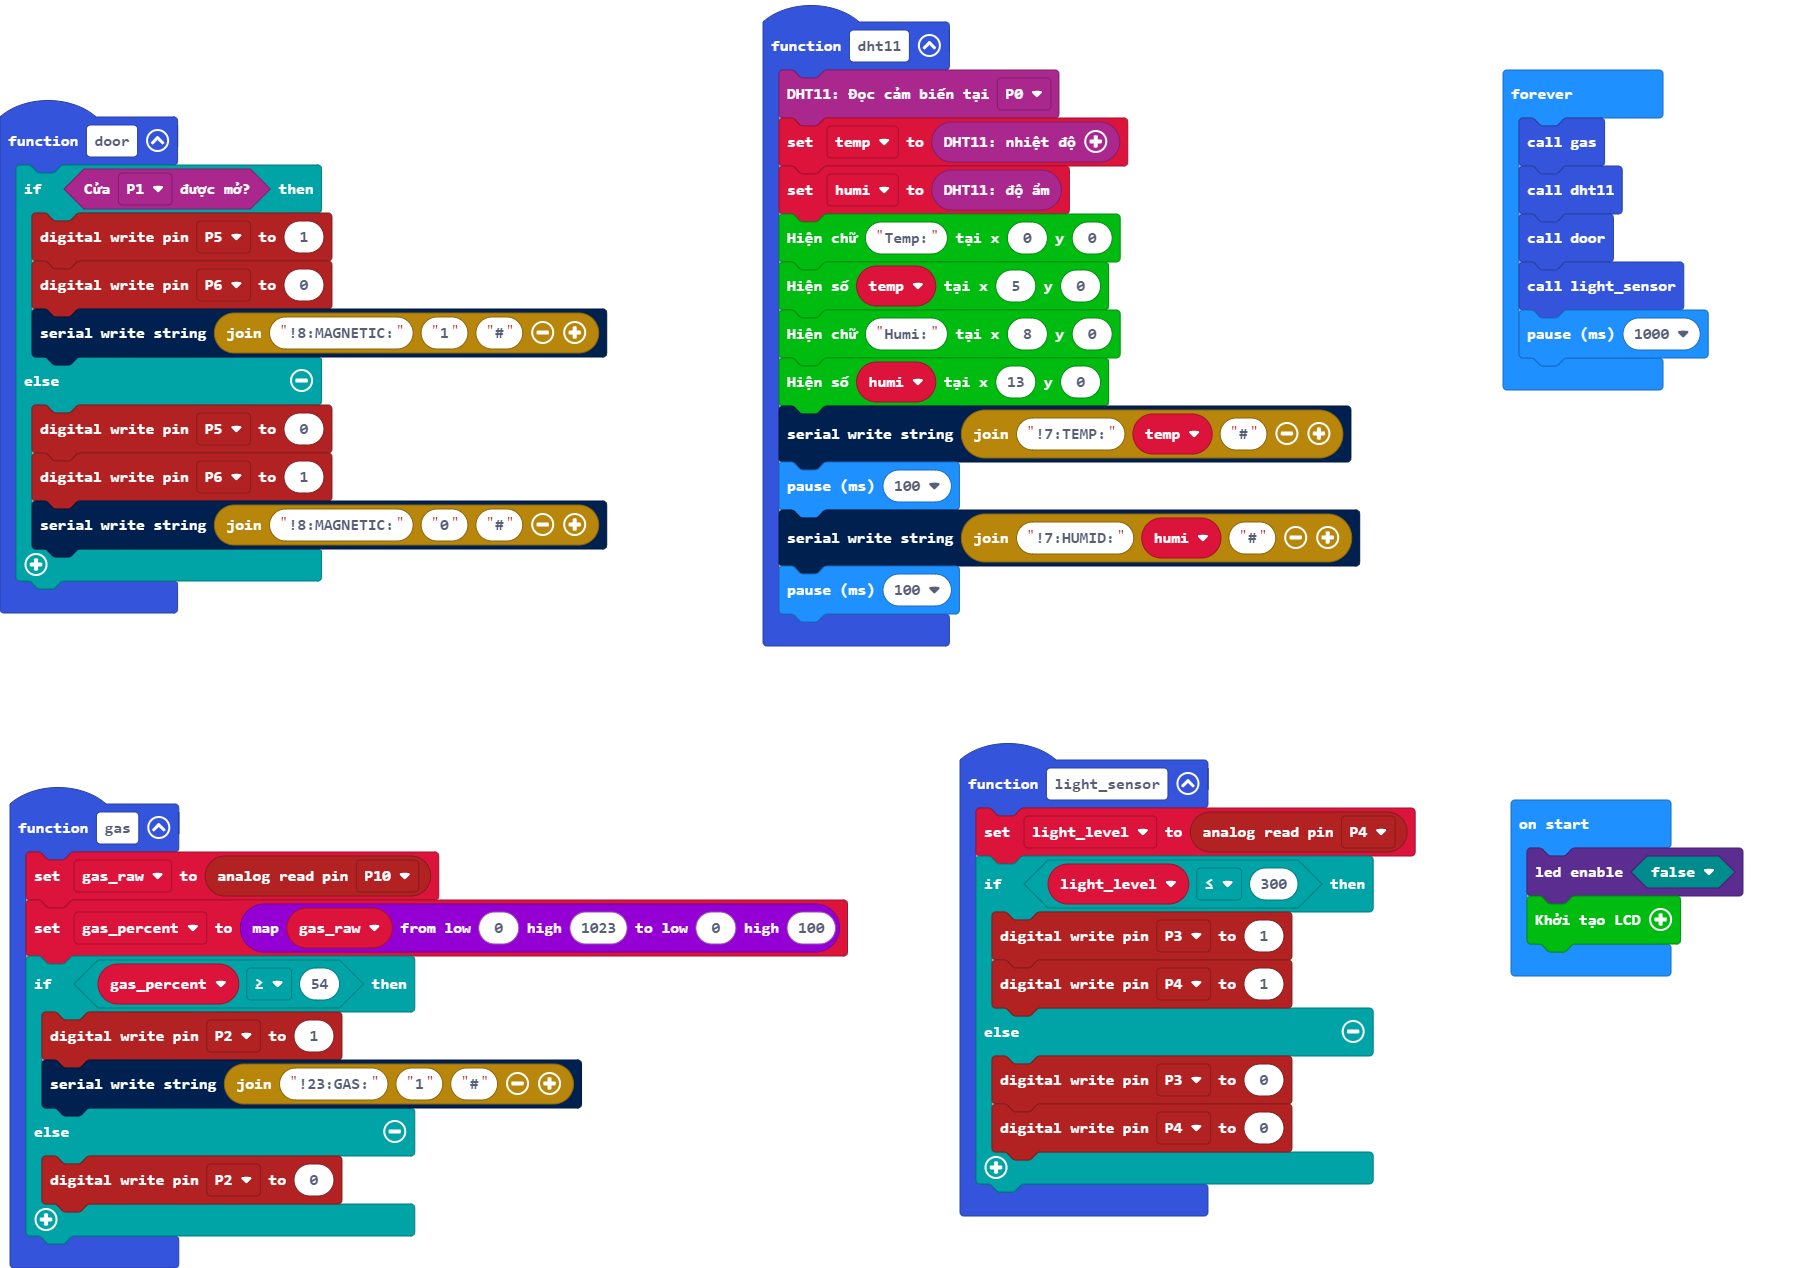 function door
if Cửa P1 được mở? then
digital write pin P5 to 1
digital write pin P6 to 0
serial write string join "!8:MAGNETIC:" "1" "#"
else
digital write pin P5 to 0
digital write pin P6 to 1
serial write string join "!8:MAGNETIC:" "0" "#"
function dht11
DHT11: Đọc cảm biến tại P0
set temp to DHT11: nhiệt độ
set humi to DHT11: độ ẩm
Hiện chữ "Temp:" tại x 0 y 0
Hiện số temp tại x 5 y 0
Hiện chữ "Humi:" tại x 8 y 0
Hiện số humi tại x 13 y 0
serial write string join "!7:TEMP:" temp "#"
pause (ms) 100
serial write string join "!7:HUMID:" humi "#"
pause (ms) 100
forever
call gas
call dht11
call door
call light_sensor
pause (ms) 1000
function gas
set gas_raw to analog read pin P10
set gas_percent to map gas_raw from low 0 high 1023 to low 0 high 100
if gas_percent ≥ 54 then
digital write pin P2 to 1
serial write string join "!23:GAS:" "1" "#"
else
digital write pin P2 to 0
function light_sensor
set light_level to analog read pin P4
if light_level ≤ 300 then
digital write pin P3 to 1
digital write pin P4 to 1
else
digital write pin P3 to 0
digital write pin P4 to 0
on start
led enable false
Khởi tạo LCD